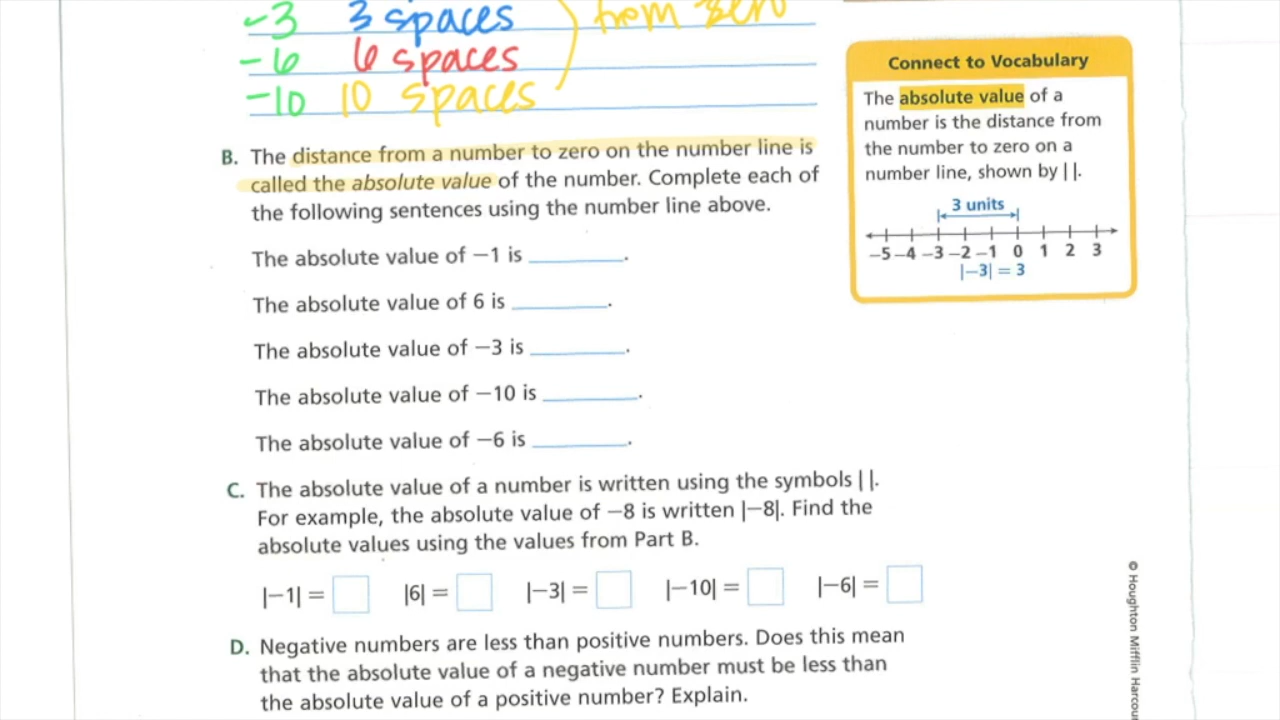 -3 3 spaces
-6 6 spaces
-10 10 spaces
from zero
B. The distance from a number to zero on the number line is
called the absolute value of the number. Complete each of
the following sentences using the number line above.
The absolute value of −1 is ________.
The absolute value of 6 is ________.
The absolute value of −3 is ________.
The absolute value of −10 is ________.
The absolute value of −6 is ________.
C. The absolute value of a number is written using the symbols | |.
For example, the absolute value of −8 is written |−8|. Find the
absolute values using the values from Part B.
|−1| = |6| = |−3| = |−10| = |−6| =
D. Negative numbers are less than positive numbers. Does this mean
that the absolute value of a negative number must be less than
the absolute value of a positive number? Explain.
Connect to Vocabulary
The absolute value of a
number is the distance from
the number to zero on a
number line, shown by | |.
3 units
−5 −4 −3 −2 −1 0 1 2 3
|−3| = 3
© Houghton Mifflin